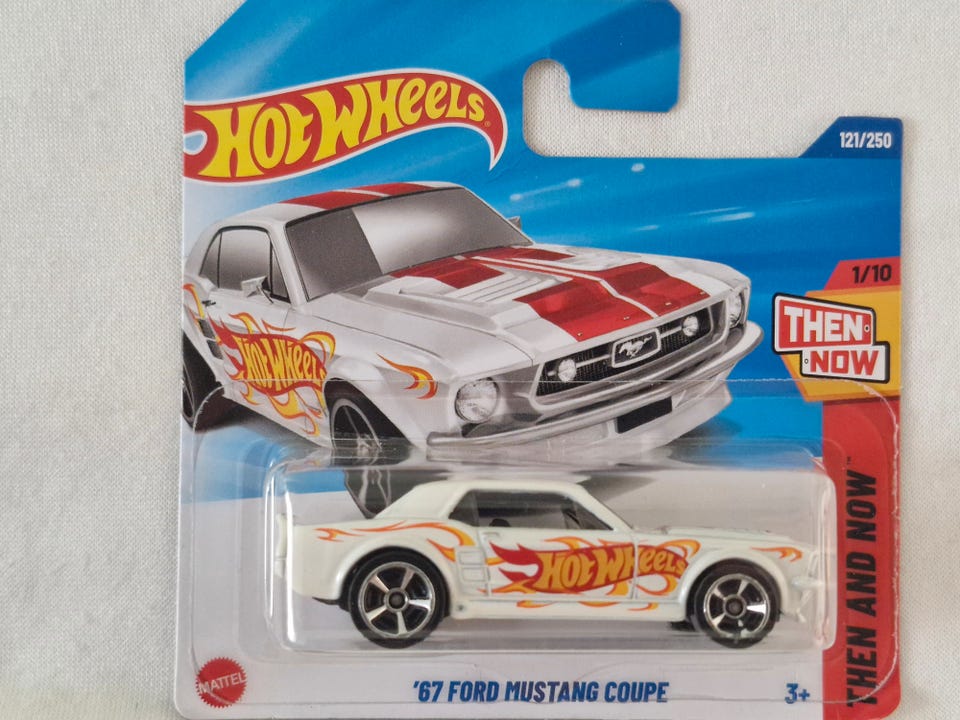 HOT WHEELS®
121/250
1/10
THEN
NOW
THEN AND NOW™
HOT WHEELS
HOT WHEELS
MATTEL
'67 FORD MUSTANG COUPE
3+